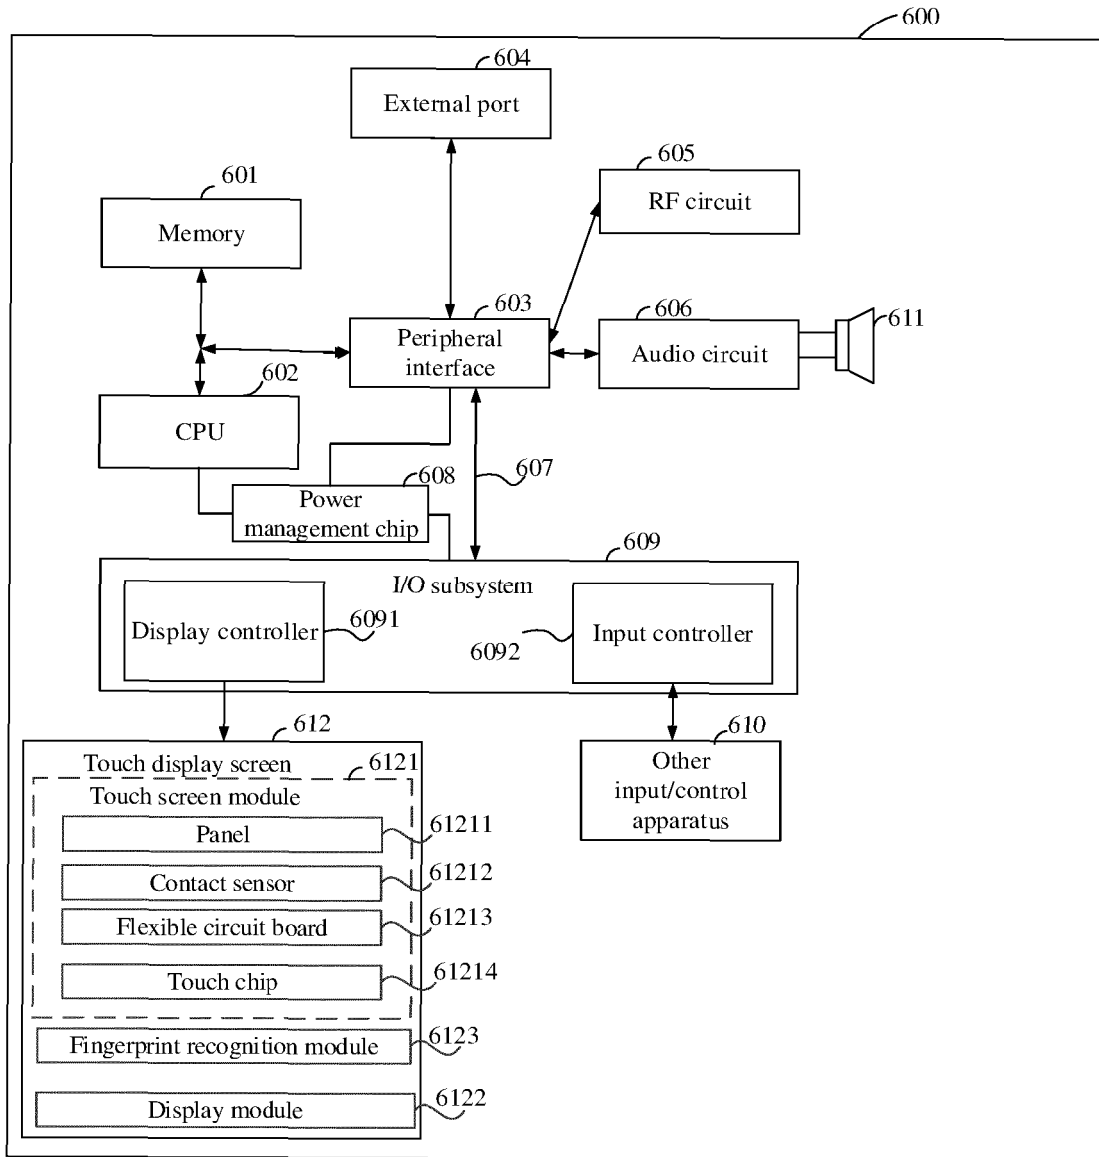 600
604
External port
605
RF circuit
601
Memory
603
Peripheral
interface
606
Audio circuit
611
602
CPU
607
608
Power
management chip
609
I/O subsystem
Display controller
6091
6092
Input controller
612
Touch display screen
6121
Touch screen module
Panel
61211
Contact sensor
61212
Flexible circuit board
61213
Touch chip
61214
Fingerprint recognition module
6123
Display module
6122
610
Other
input/control
apparatus